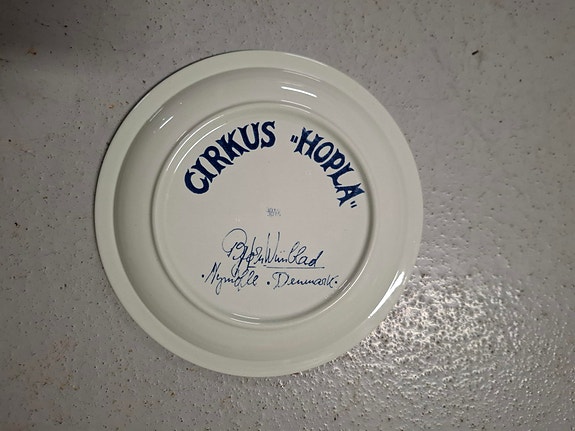 CIRKUS „HOPLA"
Bjørn Wiinblad
· Nymølle · Denmark ·